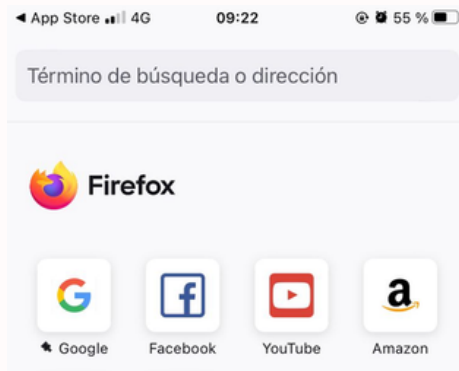 App Store 4G 09:22 55 %
Término de búsqueda o dirección
Firefox
Google Facebook YouTube Amazon